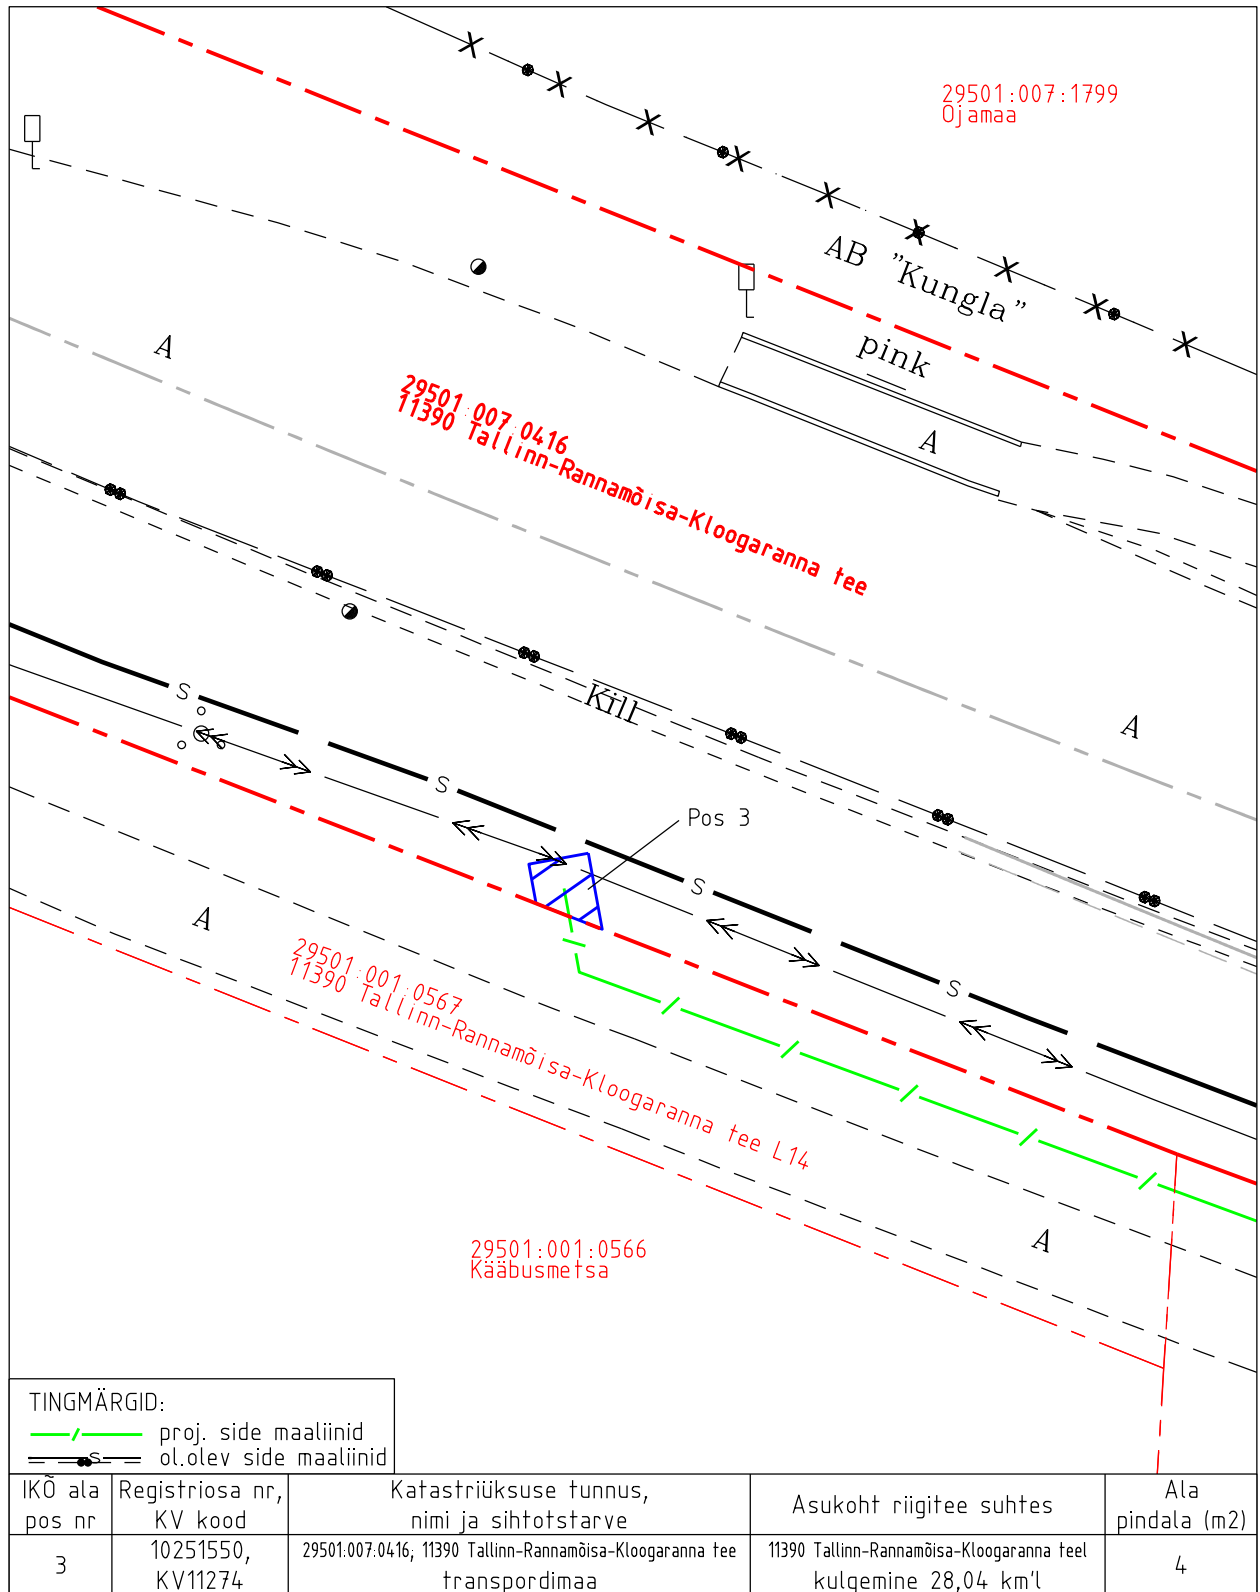 29501:007:1799
Ojamaa
AB "Kungla"
pink
A
A
29501:007:0416
11390 Tallinn-Rannamõisa-Kloogaranna tee
Kill
A
S
S
Pos 3
S
S
A
29501:001:0567
11390 Tallinn-Rannamõisa-Kloogaranna tee L14
A
29501:001:0566
Kääbusmetsa
TINGMÄRGID:
proj. side maaliinid
S
ol.olev side maaliinid
IKÕ ala pos nr
Registriosa nr, KV kood
Katastriüksuse tunnus, nimi ja sihtotstarve
Asukoht riigitee suhtes
Ala pindala (m2)
3
10251550, KV11274
29501:007:0416; 11390 Tallinn-Rannamõisa-Kloogaranna tee transpordimaa
11390 Tallinn-Rannamõisa-Kloogaranna teel kulgemine 28,04 km'l
4